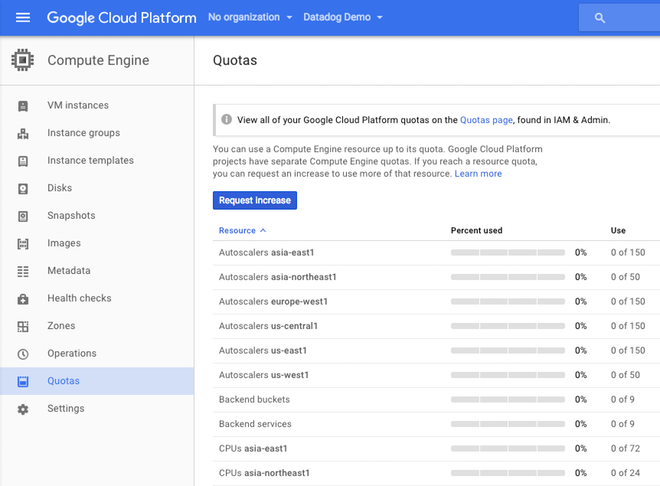 Google Cloud Platform No organization Datadog Demo
Compute Engine
Quotas
VM instances
Instance groups
Instance templates
Disks
Snapshots
Images
Metadata
Health checks
Zones
Operations
Quotas
Settings
View all of your Google Cloud Platform quotas on the Quotas page, found in IAM & Admin.
You can use a Compute Engine resource up to its quota. Google Cloud Platform
projects have separate Compute Engine quotas. If you reach a resource quota,
you can request an increase to use more of that resource. Learn more
Request increase
Resource Percent used Use
Autoscalers asia-east1 0% 0 of 150
Autoscalers asia-northeast1 0% 0 of 50
Autoscalers europe-west1 0% 0 of 150
Autoscalers us-central1 0% 0 of 150
Autoscalers us-east1 0% 0 of 150
Autoscalers us-west1 0% 0 of 50
Backend buckets 0% 0 of 9
Backend services 0% 0 of 9
CPUs asia-east1 0% 0 of 72
CPUs asia-northeast1 0% 0 of 24